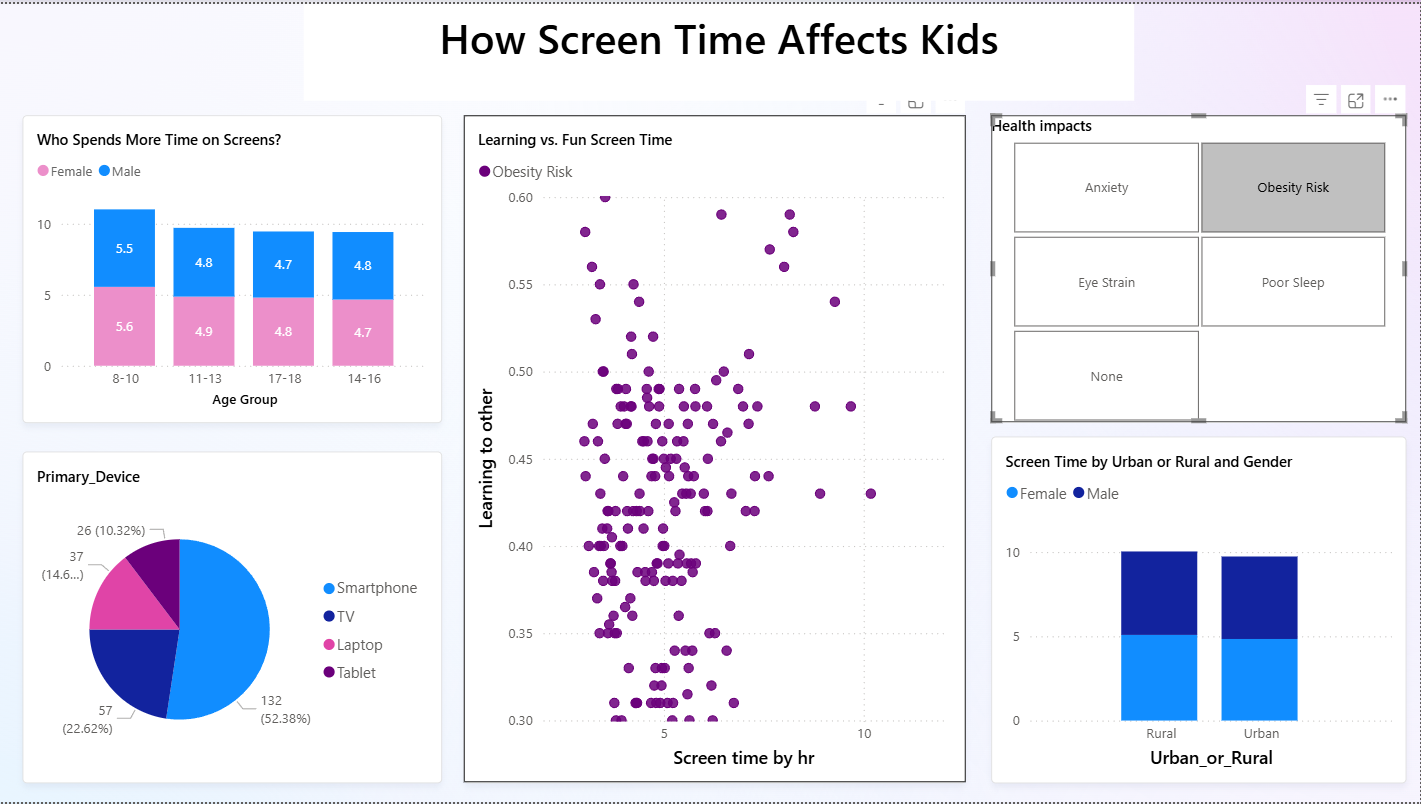 How Screen Time Affects Kids
Who Spends More Time on Screens?
Female Male
10
5
0
5.5
4.8
4.7
4.8
5.6
4.9
4.8
4.7
8-10 11-13 17-18 14-16
Age Group
Primary_Device
26 (10.32%)
37
(14.6...)
57
(22.62%)
132
(52.38%)
Smartphone
TV
Laptop
Tablet
Learning vs. Fun Screen Time
Obesity Risk
Learning to other
0.60
0.55
0.50
0.45
0.40
0.35
0.30
5 10
Screen time by hr
Health impacts
Anxiety
Obesity Risk
Eye Strain
Poor Sleep
None
Screen Time by Urban or Rural and Gender
Female Male
10
5
0
Rural Urban
Urban_or_Rural